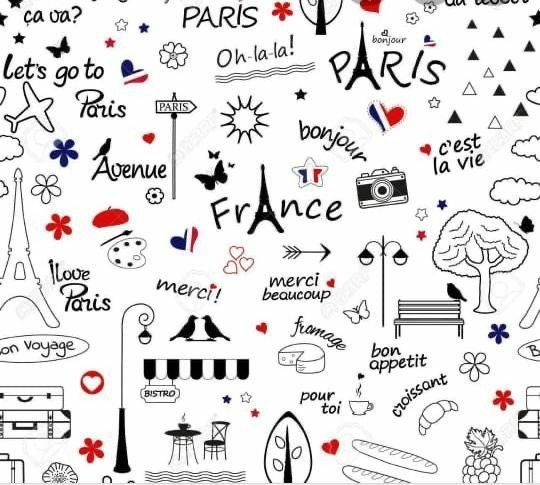 ça va?
PARIS
Oh-la-la!
bonjour
PARIS
let's go to
Paris
PARIS
bonjour
c'est
la vie
Avenue
France
I love
Paris
merci!
merci
beaucoup
fromage
Bon Voyage
BISTRO
bon
appetit
pour
toi
croissant